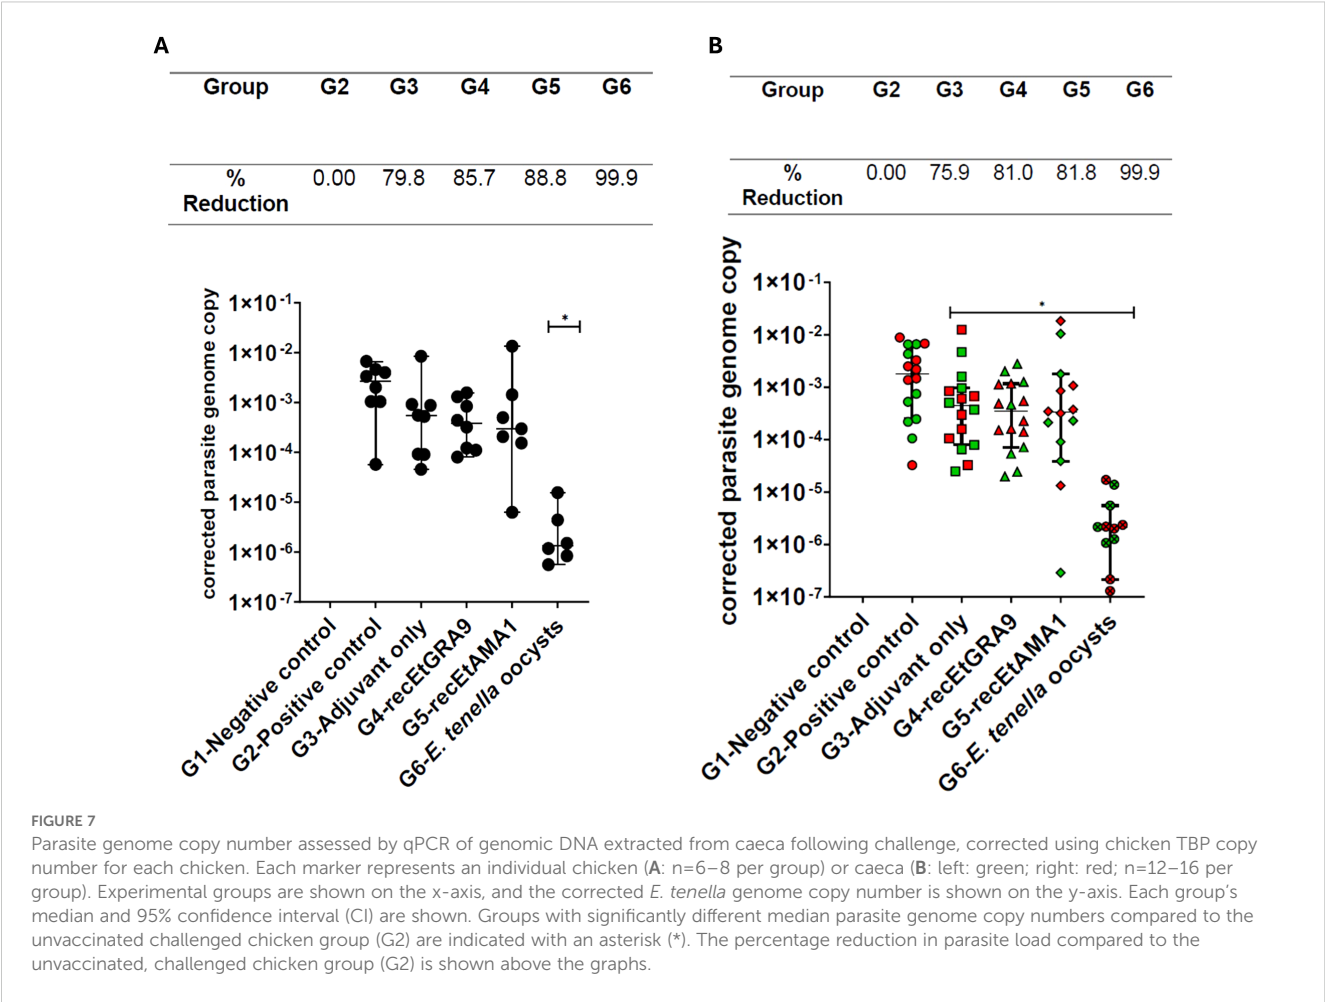 A
Group G2 G3 G4 G5 G6
% 0.00 79.8 85.7 88.8 99.9
Reduction
corrected parasite genome copy
1×10-1
1×10-2
1×10-3
1×10-4
1×10-5
1×10-6
1×10-7
*
G1-Negative control
G2-Positive control
G3-Adjuvant only
G4-recEtGRA9
G5-recEtAMA1
G6-E. tenella oocysts
B
Group G2 G3 G4 G5 G6
% 0.00 75.9 81.0 81.8 99.9
Reduction
corrected parasite genome copy
1×10-1
1×10-2
1×10-3
1×10-4
1×10-5
1×10-6
1×10-7
*
G1-Negative control
G2-Positive control
G3-Adjuvant only
G4-recEtGRA9
G5-recEtAMA1
G6-E. tenella oocysts
FIGURE 7
Parasite genome copy number assessed by qPCR of genomic DNA extracted from caeca following challenge, corrected using chicken TBP copy
number for each chicken. Each marker represents an individual chicken (A: n=6–8 per group) or caeca (B: left: green; right: red; n=12–16 per
group). Experimental groups are shown on the x-axis, and the corrected E. tenella genome copy number is shown on the y-axis. Each group's
median and 95% confidence interval (CI) are shown. Groups with significantly different median parasite genome copy numbers compared to the
unvaccinated challenged chicken group (G2) are indicated with an asterisk (*). The percentage reduction in parasite load compared to the
unvaccinated, challenged chicken group (G2) is shown above the graphs.